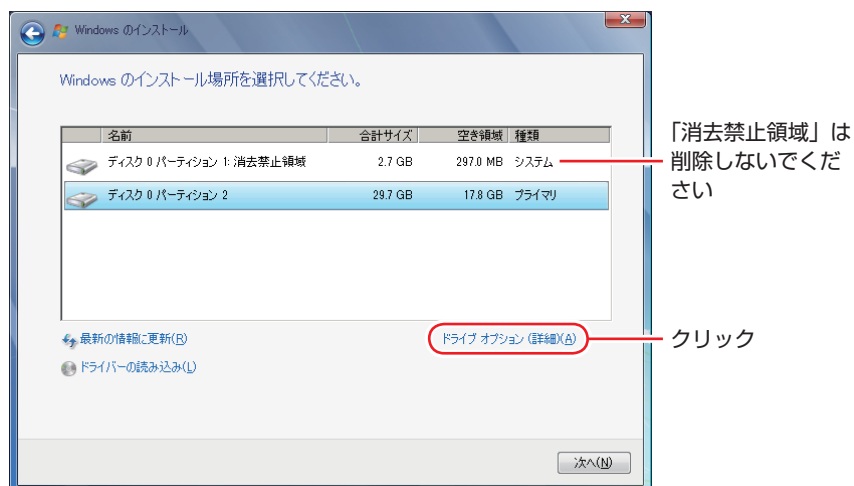 Windows のインストール
Windows のインストール場所を選択してください。
名前 合計サイズ 空き領域 種類
ディスク 0 パーティション 1: 消去禁止領域 2.7 GB 297.0 MB システム
ディスク 0 パーティション 2 29.7 GB 17.8 GB プライマリ
「消去禁止領域」は
削除しないでくだ
さい
最新の情報に更新(R)
ドライブ オプション (詳細)(A)
クリック
ドライバーの読み込み(L)
次へ(N)